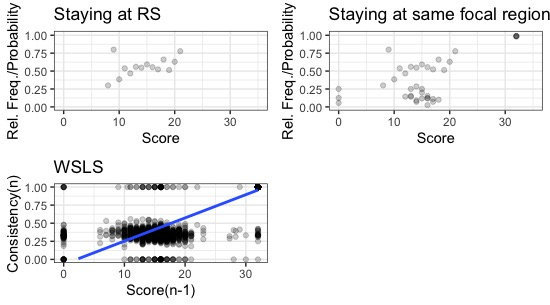 Staying at RS
Rel. Freq./Probability
1.00
0.75
0.50
0.25
0.00
0 10 20 30
Score
Staying at same focal region
Rel. Freq./Probability
1.00
0.75
0.50
0.25
0.00
0 10 20 30
Score
WSLS
Consistency(n)
1.00
0.75
0.50
0.25
0.00
0 10 20 30
Score(n-1)